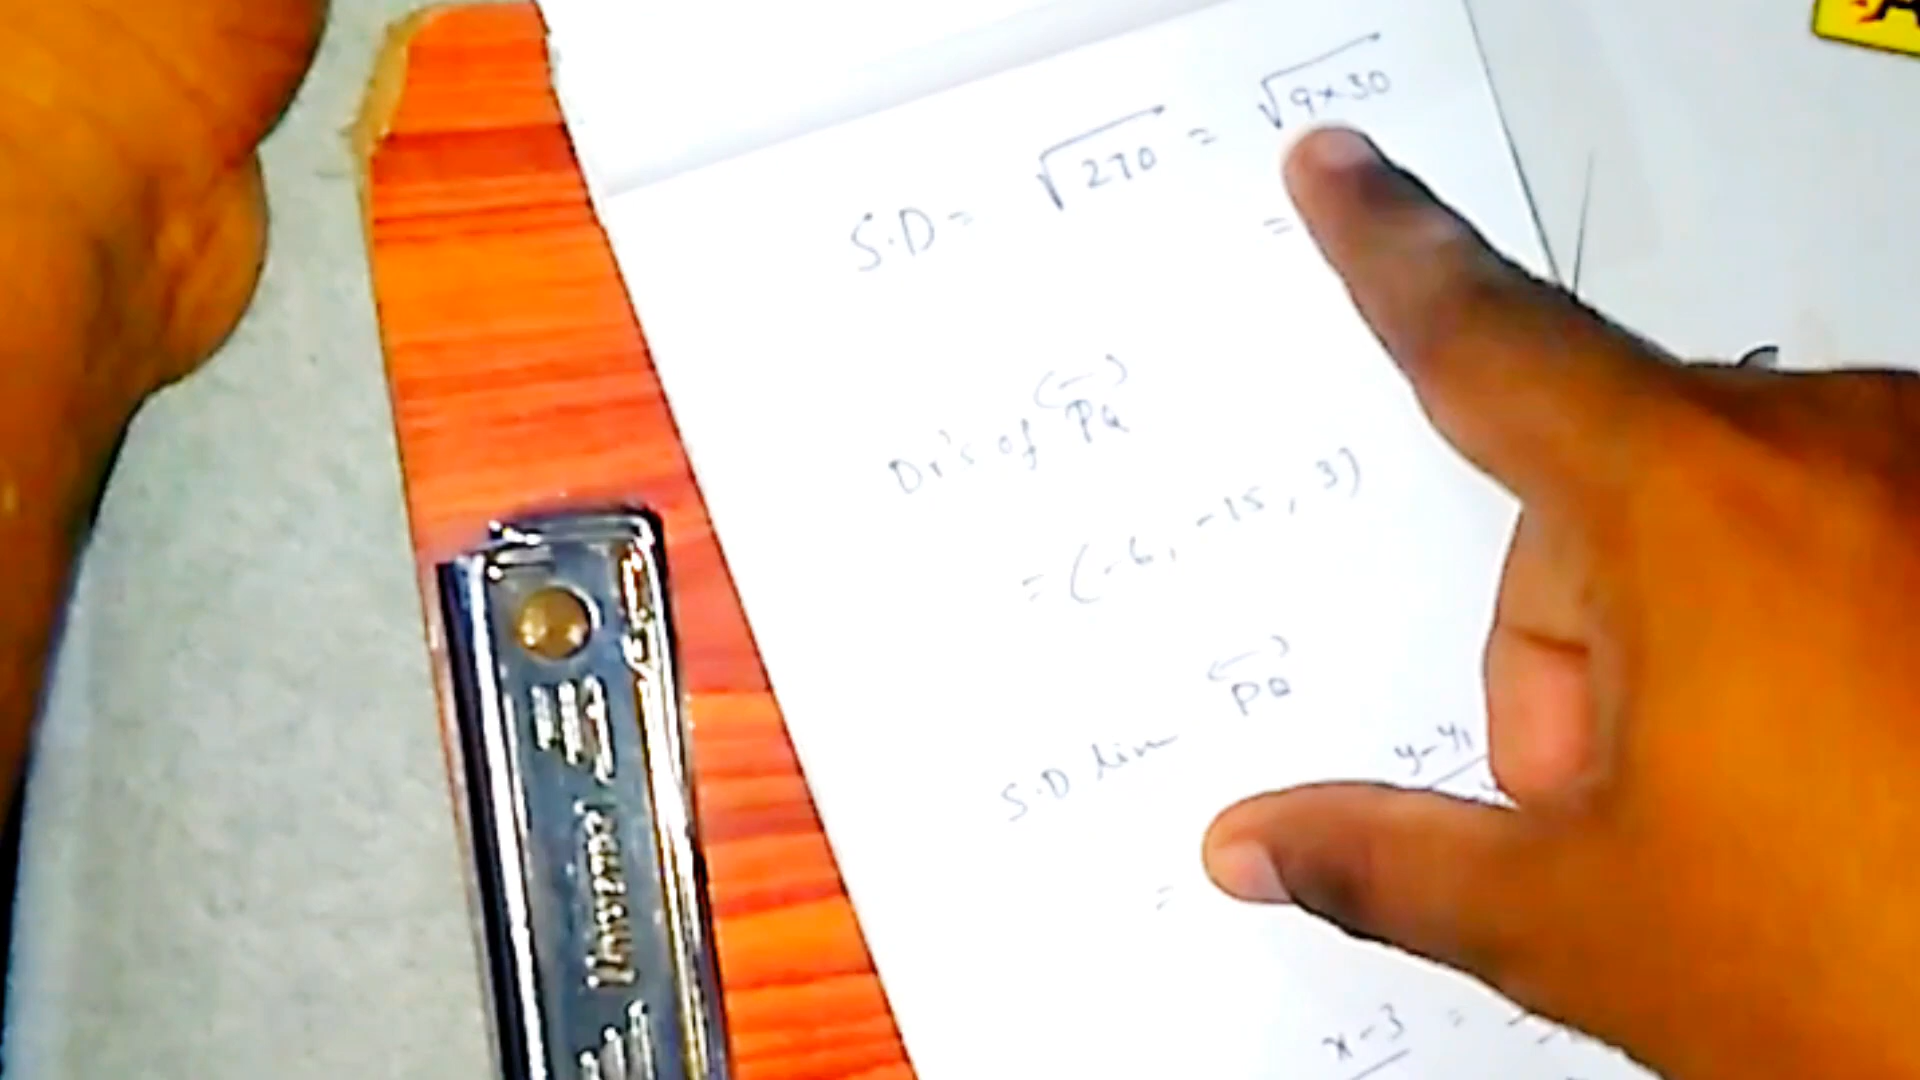 S.D = √270 = √9×30
=
Dr's of PQ
= (-6, -15, 3)
S.D line PQ
y-y1
=
x-3 =